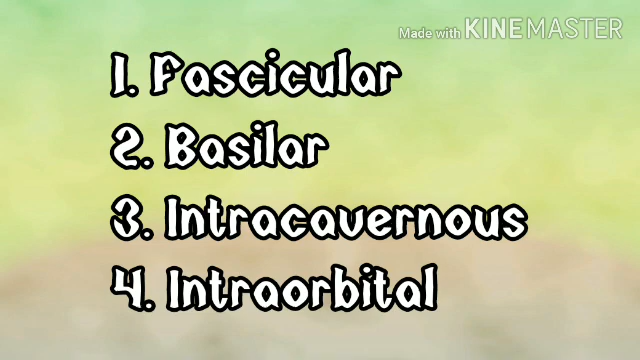 Made with KINEMASTER
1. Fascicular
2. Basilar
3. Intracavernous
4. Intraorbital